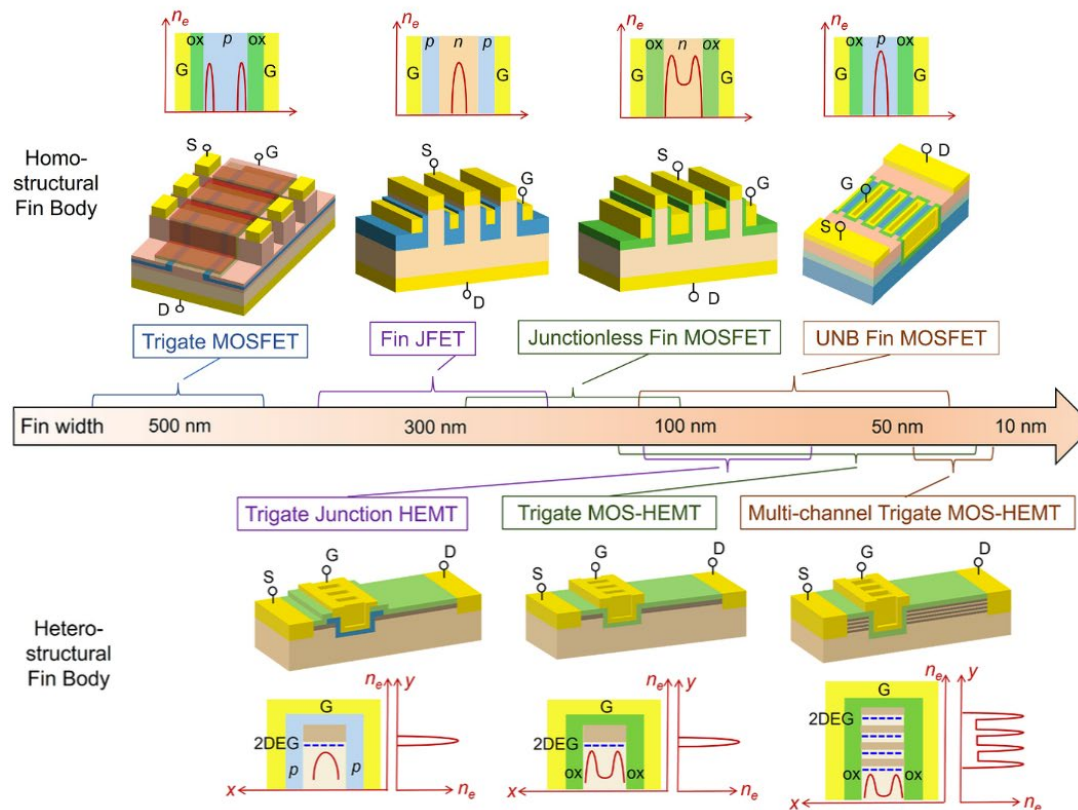 n_e
ox p ox
G G
n_e
p n p
G G
n_e
ox n ox
G G
n_e
ox p ox
G G
Homo-
structural
Fin Body
S
G
D
S
G
D
S
G
D
D
G
S
Trigate MOSFET
Fin JFET
Junctionless Fin MOSFET
UNB Fin MOSFET
Fin width 500 nm 300 nm 100 nm 50 nm 10 nm
Trigate Junction HEMT
Trigate MOS-HEMT
Multi-channel Trigate MOS-HEMT
S
G
D
S
G
D
S
G
D
Hetero-
structural
Fin Body
n_e y
G
2DEG
p p
x n_e
n_e y
G
2DEG
ox ox
x n_e
n_e y
G
2DEG
ox ox
x n_e